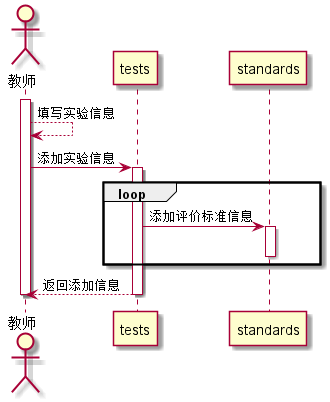 教师
tests
standards
填写实验信息
添加实验信息
loop
添加评价标准信息
返回添加信息
教师
tests
standards